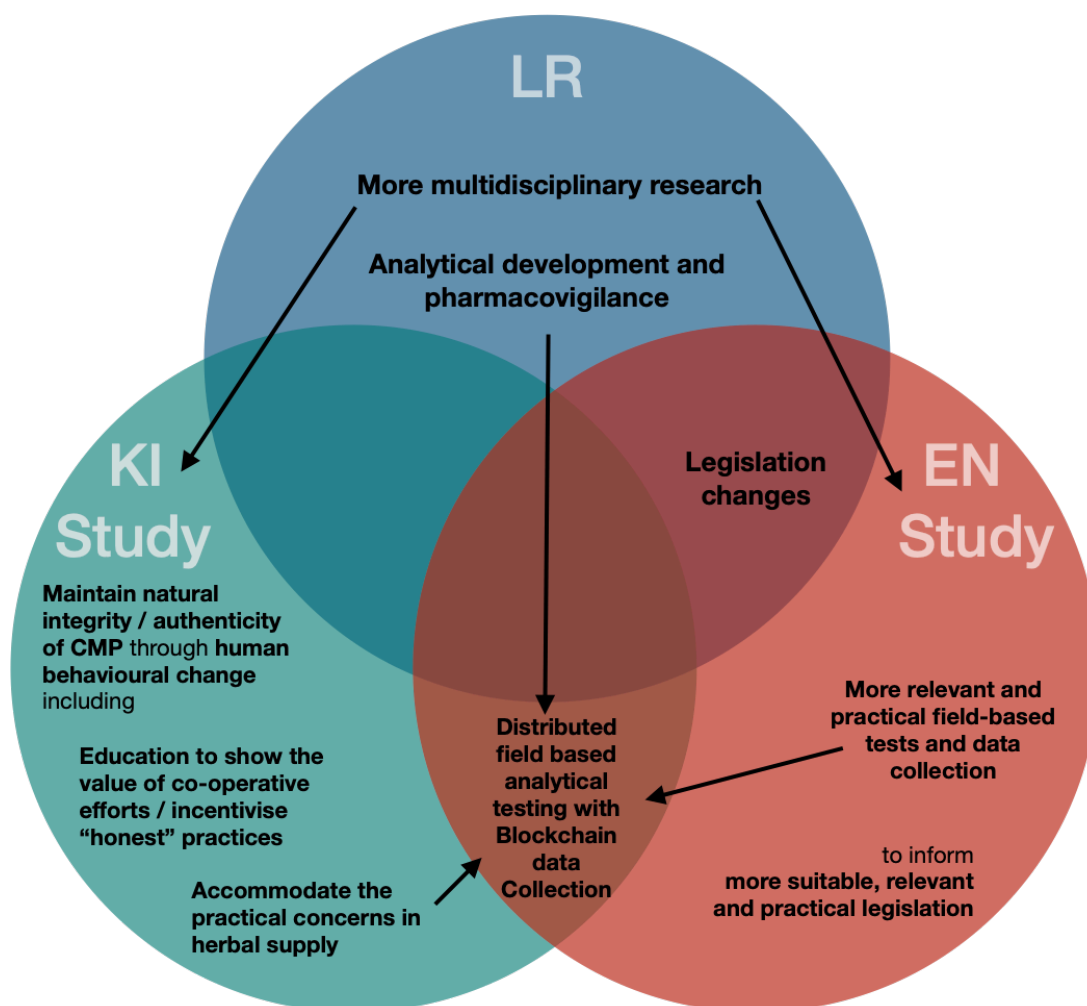 LR
More multidisciplinary research
Analytical development and
pharmacovigilance
KI
Study
EN
Study
Legislation
changes
Maintain natural
integrity / authenticity
of CMP through human
behavioural change
including
Education to show the
value of co-operative
efforts / incentivise
“honest” practices
Accommodate the
practical concerns in
herbal supply
Distributed
field based
analytical
testing with
Blockchain
data
Collection
More relevant and
practical field-based
tests and data
collection
to inform
more suitable, relevant
and practical legislation